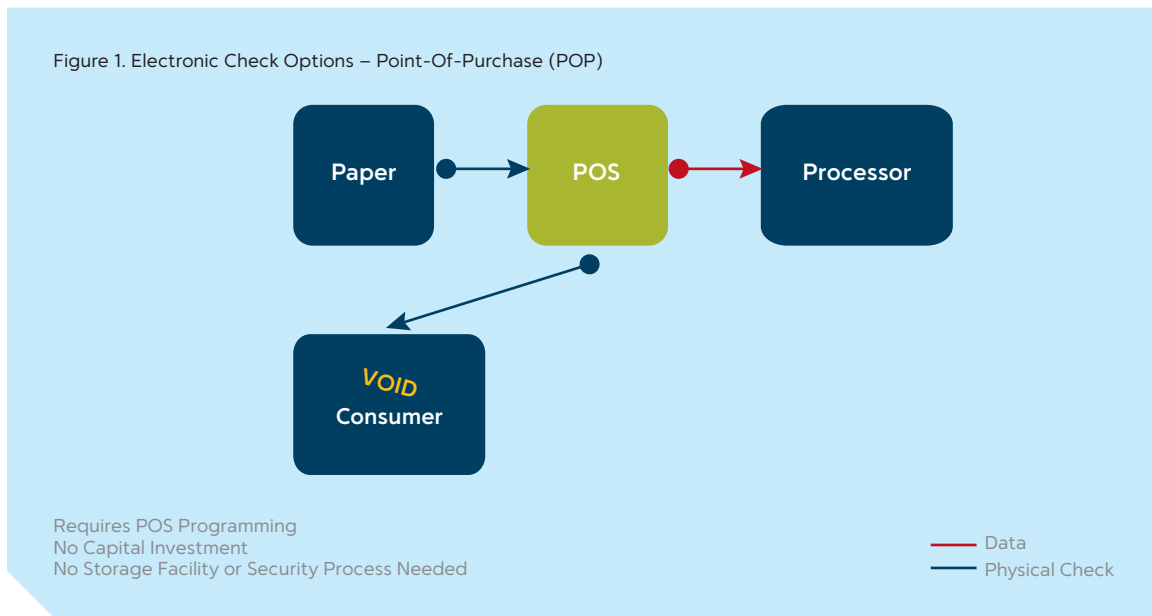 Figure 1. Electronic Check Options – Point-Of-Purchase (POP)
Paper
POS
Processor
VOID
Consumer
Requires POS Programming
No Capital Investment
No Storage Facility or Security Process Needed
Data
Physical Check